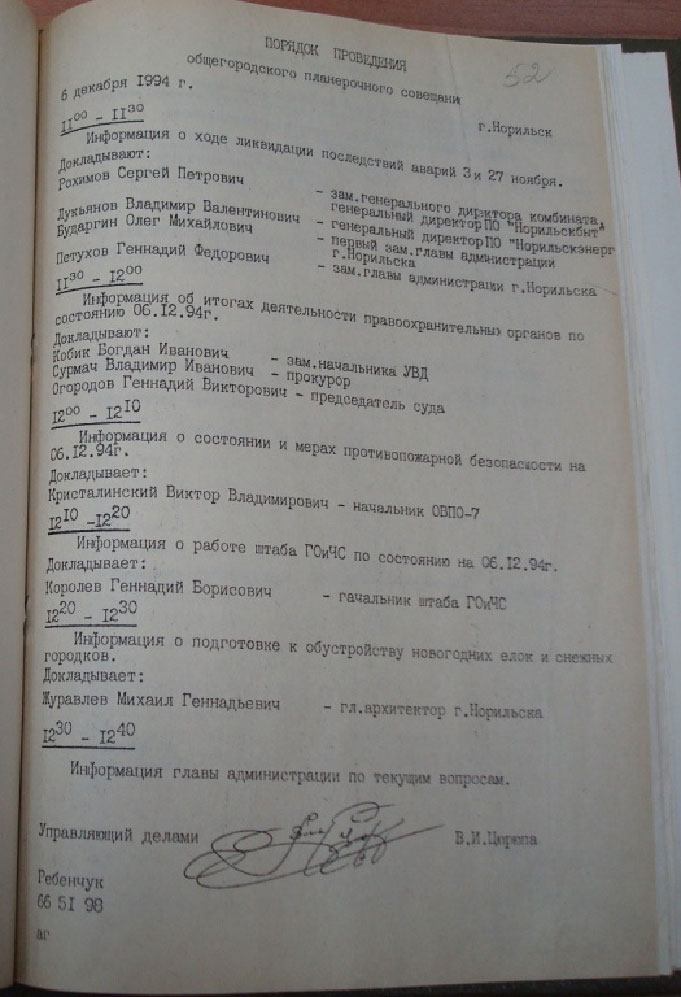 52
ПОРЯДОК ПРОВЕДЕНИЯ
общегородского планерочного совещани
6 декабря 1994 г.
г.Норильск
11⁰⁰ - 11³⁰
Информация о ходе ликвидации последствий аварий 3 и 27 ноября.
Докладывают:
Рохимов Сергей Петрович - зам.генерального дириктора комбината,
генеральный директор ПО "Норильскбыт"
Лукьянов Владимир Валентинович - генеральный директор ПО "Норильскэнерг
Бударгин Олег Михайлович - первый зам.главы администрации
г.Норильска
Петухов Геннадий Федорович - зам.главы администрации г.Норильска
11³⁰ - 12⁰⁰
Информация об итогах деятельности правоохранительных органов по
состоянию 06.12.94г.
Докладывают:
Кобик Богдан Иванович - зам.начальника УВД
Сурмач Владимир Иванович - прокурор
Огородов Геннадий Викторович - председатель суда
12⁰⁰ - 12¹⁰
Информация о состоянии и мерах противопожарной безопасности на
06.12.94г.
Докладывает:
Кристалинский Виктор Владимирович - начальник ОВПО-7
12¹⁰ -12²⁰
Информация о работе штаба ГОиЧС по состоянию на 06.12.94г.
Докладывает:
Королев Геннадий Борисович - гачальник штаба ГОиЧС
12²⁰ - 12³⁰
Информация о подготовке к обустройству новогодних елок и снежных
городков.
Докладывает:
Журавлев Михаил Геннадьевич - гл.архитектор г.Норильска
12³⁰ - 12⁴⁰
Информация главы администрации по текущим вопросам.
Управляющий делами В.И.Цюрюпа
Ребенчук
66 51 98
аг